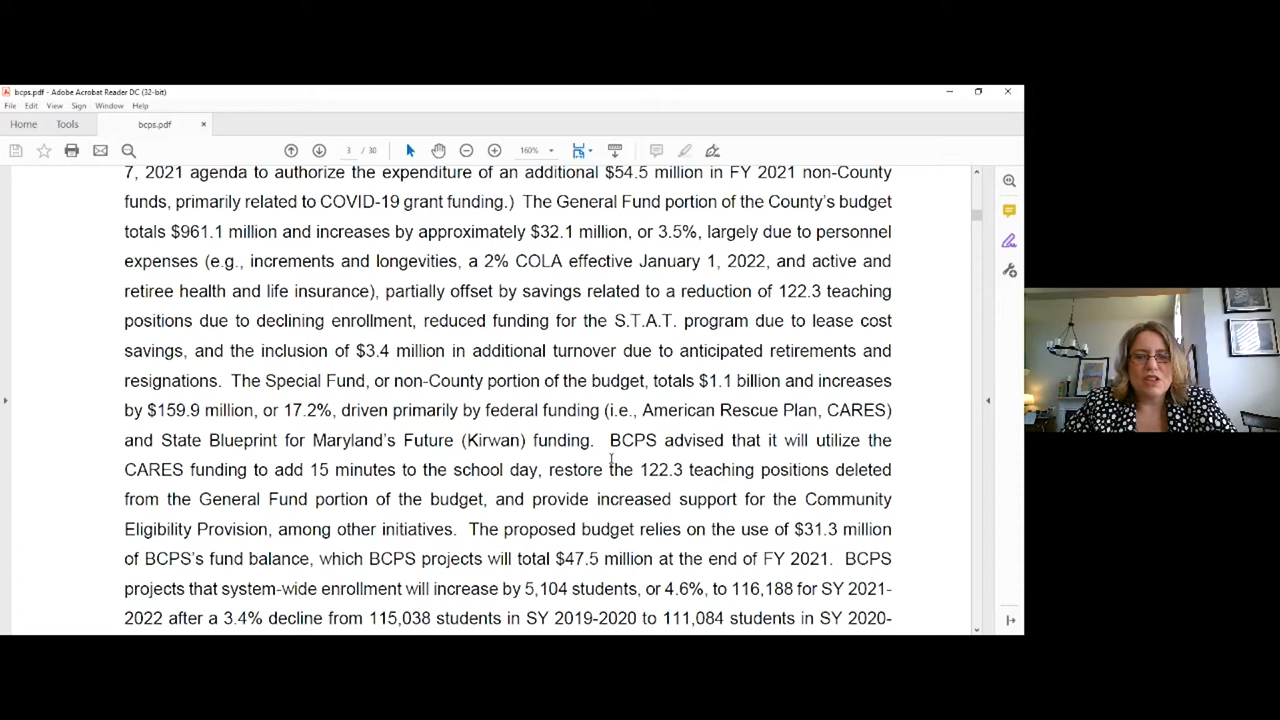 bcps.pdf - Adobe Acrobat Reader DC (32-bit)
File Edit View Sign Window Help
Home Tools bcps.pdf ×
3 / 30 160%
7, 2021 agenda to authorize the expenditure of an additional $54.5 million in FY 2021 non-County
funds, primarily related to COVID-19 grant funding.) The General Fund portion of the County's budget
totals $961.1 million and increases by approximately $32.1 million, or 3.5%, largely due to personnel
expenses (e.g., increments and longevities, a 2% COLA effective January 1, 2022, and active and
retiree health and life insurance), partially offset by savings related to a reduction of 122.3 teaching
positions due to declining enrollment, reduced funding for the S.T.A.T. program due to lease cost
savings, and the inclusion of $3.4 million in additional turnover due to anticipated retirements and
resignations. The Special Fund, or non-County portion of the budget, totals $1.1 billion and increases
by $159.9 million, or 17.2%, driven primarily by federal funding (i.e., American Rescue Plan, CARES)
and State Blueprint for Maryland's Future (Kirwan) funding. BCPS advised that it will utilize the
CARES funding to add 15 minutes to the school day, restore the 122.3 teaching positions deleted
from the General Fund portion of the budget, and provide increased support for the Community
Eligibility Provision, among other initiatives. The proposed budget relies on the use of $31.3 million
of BCPS's fund balance, which BCPS projects will total $47.5 million at the end of FY 2021. BCPS
projects that system-wide enrollment will increase by 5,104 students, or 4.6%, to 116,188 for SY 2021-
2022 after a 3.4% decline from 115,038 students in SY 2019-2020 to 111,084 students in SY 2020-